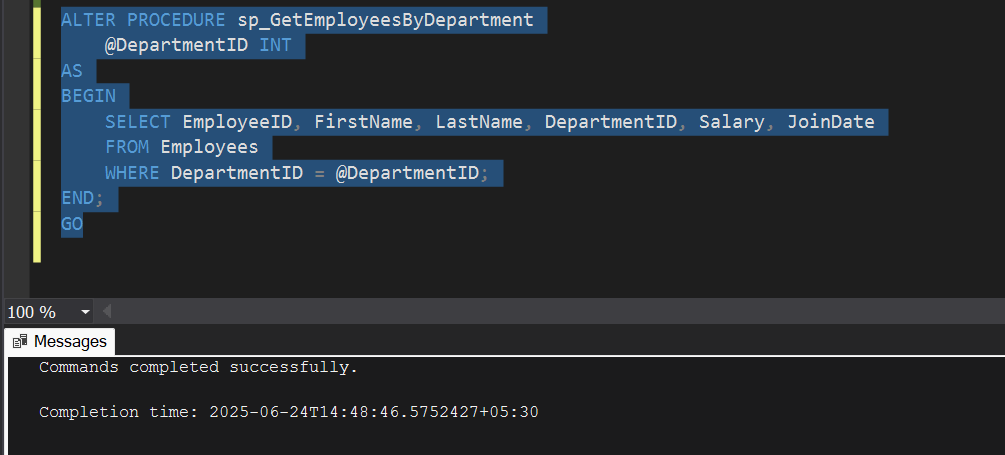 ALTER PROCEDURE sp_GetEmployeesByDepartment
    @DepartmentID INT
AS
BEGIN
    SELECT EmployeeID, FirstName, LastName, DepartmentID, Salary, JoinDate
    FROM Employees
    WHERE DepartmentID = @DepartmentID;
END;
GO
100 %
Messages
Commands completed successfully.
Completion time: 2025-06-24T14:48:46.5752427+05:30